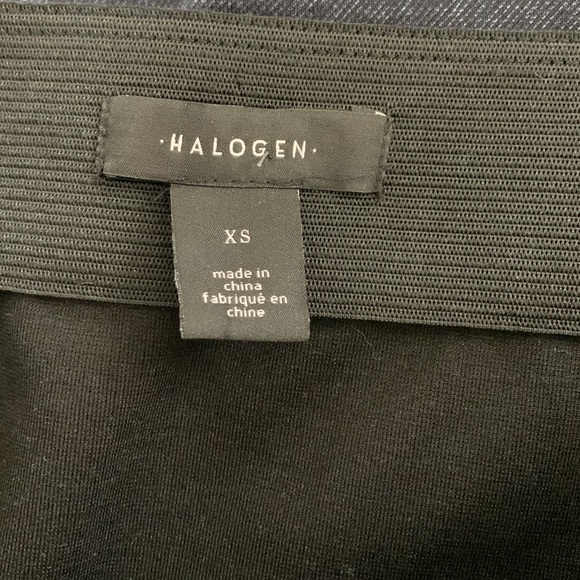 ·HALOGEN·
XS
made in
china
fabriqué en
chine